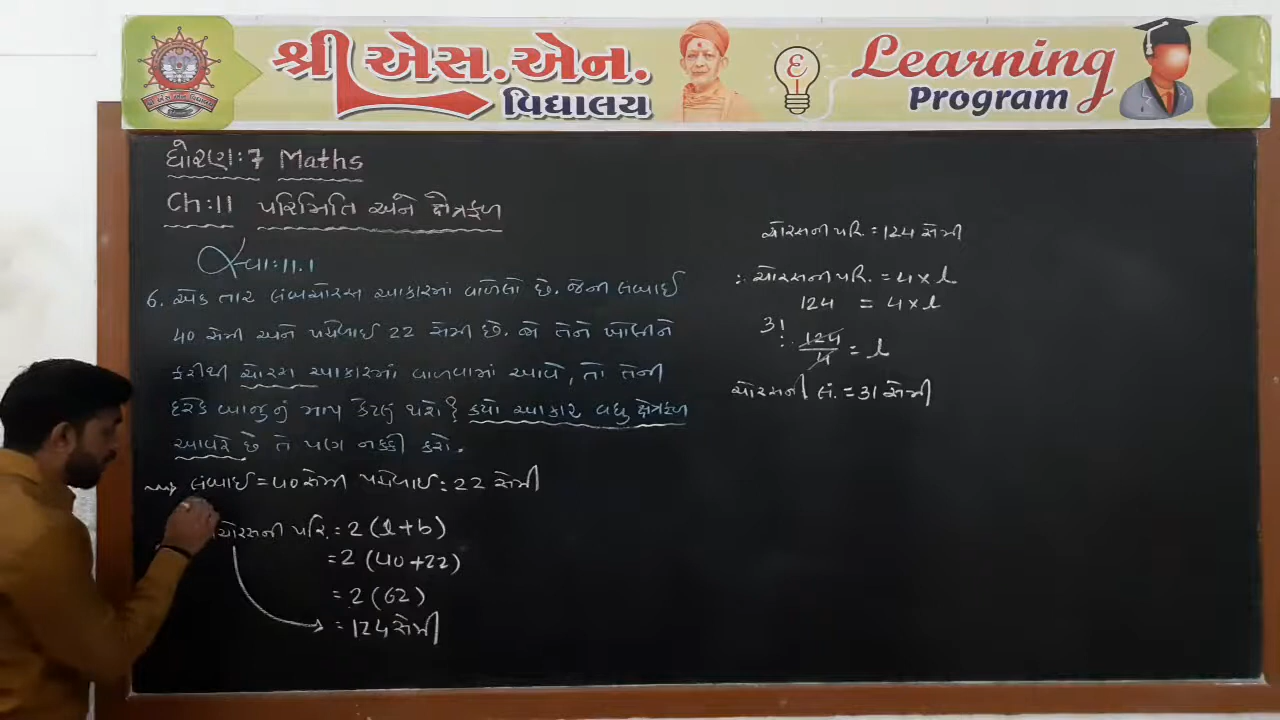 શ્રી એસ.એન.
વિદ્યાલય
Learning
Program
ધોરણ:7 Maths
Ch:11 પરિમિતિ અને ક્ષેત્રફળ
સ્વા:11.1
6. એક તાર લંબચોરસ આકારમાં વાળેલો છે. જેની લંબાઈ
40 સેમી અને પહોળાઈ 22 સેમી છે. જો તેને ખોલીને
ફરીથી ચોરસ આકારમાં વાળવામાં આવે, તો તેની
દરેક બાજુનું માપ કેટલું થશે? કયો આકાર વધુ ક્ષેત્રફળ
આવરે છે તે પણ નક્કી કરો.
લંબાઈ = 40 સેમી પહોળાઈ : 22 સેમી
ચોરસની પરિ. = 2 (l+b)
= 2 (40+22)
= 2 (62)
= 124 સેમી
ચોરસની પરિ. = 124 સેમી
∴ ચોરસની પરિ. = 4 × l
124 = 4 × l
31
∴ 124/4 = l
ચોરસની લં. = 31 સેમી